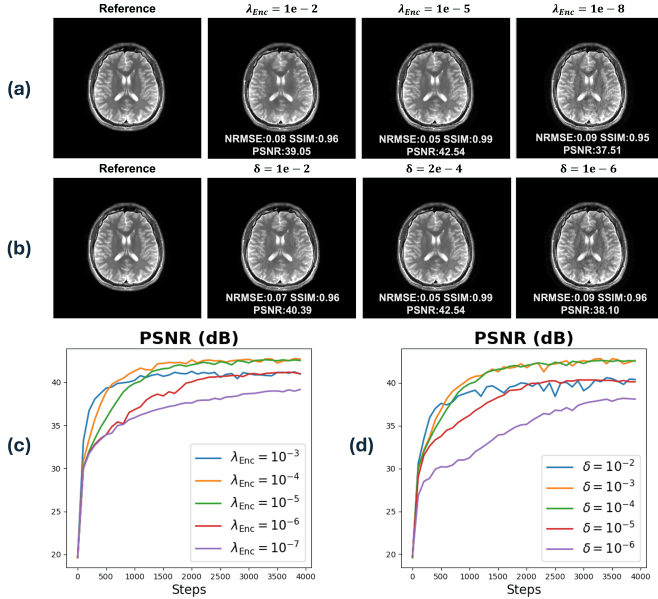 Reference
λ_Enc = 1e − 2
λ_Enc = 1e − 5
λ_Enc = 1e − 8
(a)
NRMSE:0.08 SSIM:0.96
PSNR:39.05
NRMSE:0.05 SSIM:0.99
PSNR:42.54
NRMSE:0.09 SSIM:0.95
PSNR:37.51
Reference
δ = 1e − 2
δ = 2e − 4
δ = 1e − 6
(b)
NRMSE:0.07 SSIM:0.96
PSNR:40.39
NRMSE:0.05 SSIM:0.99
PSNR:42.54
NRMSE:0.09 SSIM:0.96
PSNR:38.10
(c)
PSNR (dB)
40
35
30
25
20
λ_Enc = 10^−3
λ_Enc = 10^−4
λ_Enc = 10^−5
λ_Enc = 10^−6
λ_Enc = 10^−7
0 500 1000 1500 2000 2500 3000 3500 4000
Steps
(d)
PSNR (dB)
40
35
30
25
20
δ = 10^−2
δ = 10^−3
δ = 10^−4
δ = 10^−5
δ = 10^−6
0 500 1000 1500 2000 2500 3000 3500 4000
Steps